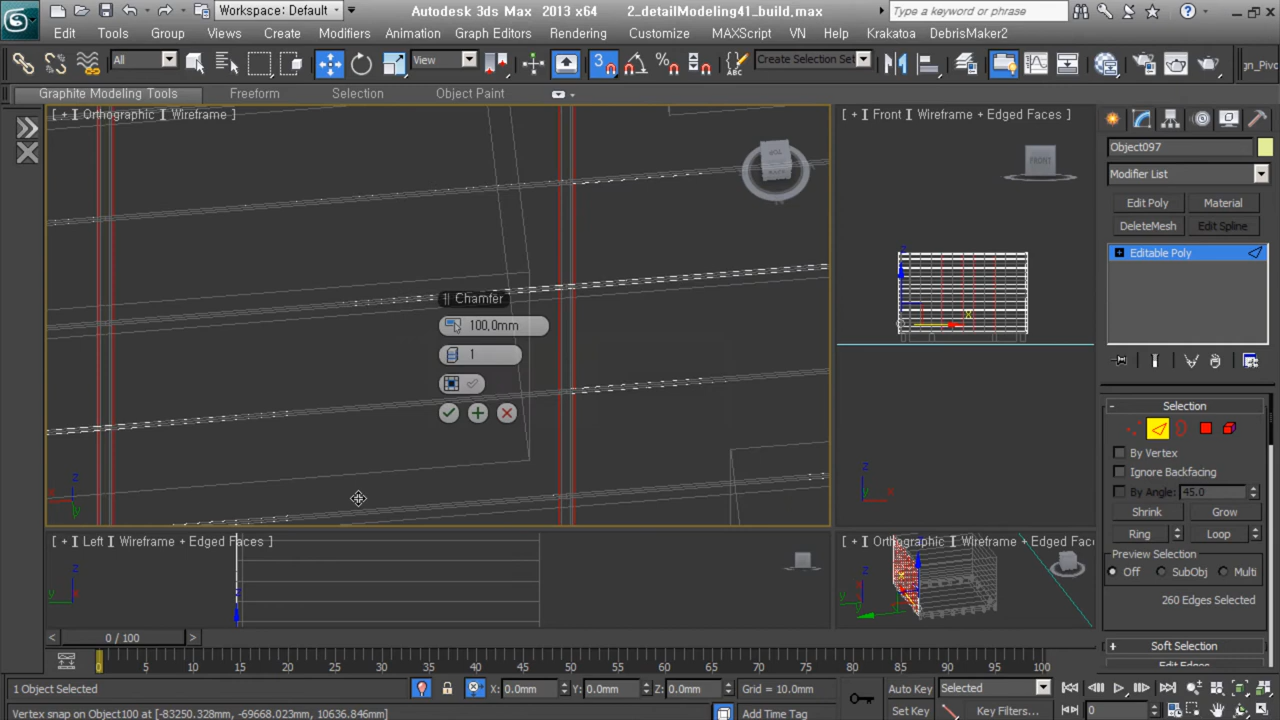 Workspace: Default
Autodesk 3ds Max  2013 x64
2_detailModeling41_build.max
Type a keyword or phrase
Edit Tools Group Views Create Modifiers Animation Graph Editors Rendering Customize MAXScript VN Help Krakatoa DebrisMaker2
All
View
3
Create Selection Set
Graphite Modeling Tools Freeform Selection Object Paint
[ + ] Orthographic ] Wireframe ]
[ + ] Front ] Wireframe + Edged Faces ]
FRONT
Object097
Modifier List
Edit Poly Material
DeleteMesh Edit Spline
Editable Poly
Chamfer
100,0mm
1
Selection
By Vertex
Ignore Backfacing
By Angle: 45.0
Shrink Grow
Ring Loop
Preview Selection
Off SubObj Multi
260 Edges Selected
Soft Selection
Edit Edges
[ + ] Left ] Wireframe + Edged Faces ]
[ + ] Orthographic ] Wireframe + Edged Faci
0 / 100
0 5 10 15 20 25 30 35 40 45 50 55 60 65 70 75 80 85 90 95 100
1 Object Selected
X: 0.0mm Y: 0.0mm Z: 0.0mm Grid = 10.0mm
Auto Key Selected
Vertex snap on Object100 at [-83250.328mm, -69668.023mm, 10636.846mm]
Add Time Tag
Set Key Key Filters...
0